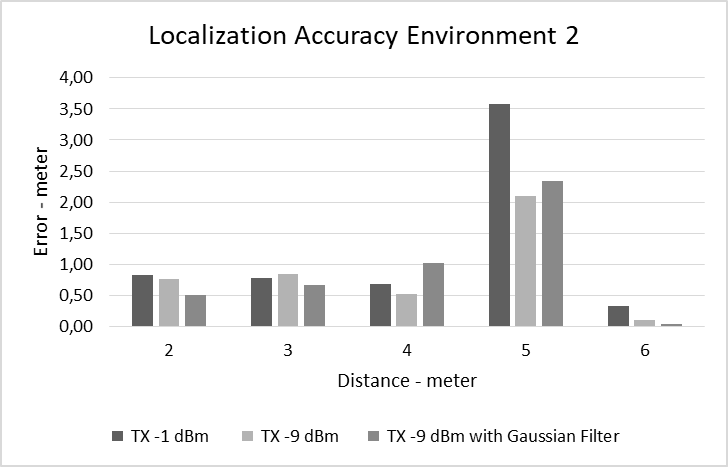 Localization Accuracy Environment 2
4,00
3,50
3,00
2,50
2,00
1,50
1,00
0,50
0,00
Error - meter
2 3 4 5 6
Distance - meter
TX -1 dBm TX -9 dBm TX -9 dBm with Gaussian Filter